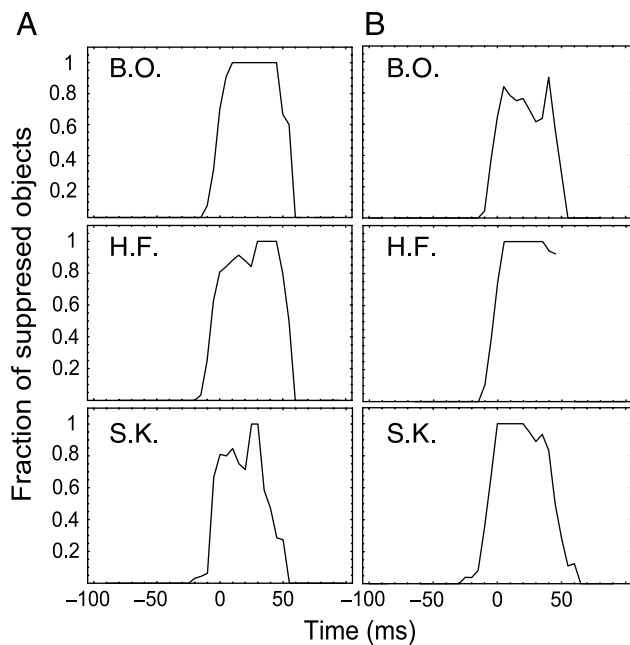 A B
B.O. B.O.
1
0.8
0.6
0.4
0.2
H.F. H.F.
1
0.8
0.6
0.4
0.2
S.K. S.K.
1
0.8
0.6
0.4
0.2
Fraction of suppresed objects
–100 –50 0 50 –100 –50 0 50 100
Time (ms)